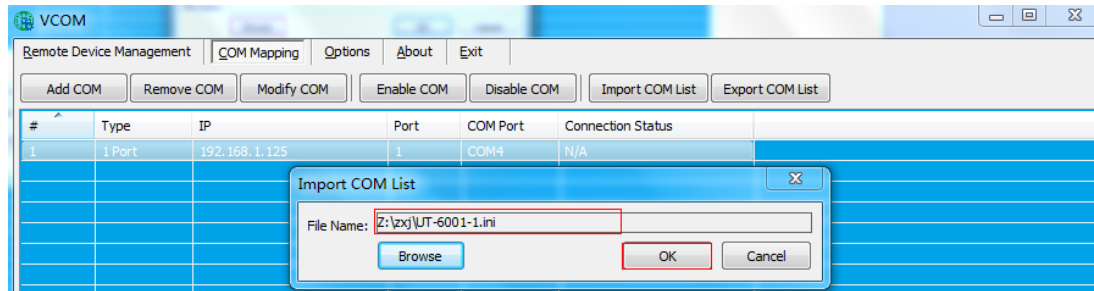 VCOM
Remote Device Management COM Mapping Options About Exit
Add COM Remove COM Modify COM Enable COM Disable COM Import COM List Export COM List
# Type IP Port COM Port Connection Status
1 1 Port 192.168.1.125 1 COM4 N/A
Import COM List
File Name: Z:\zxj\UT-6001-1.ini
Browse OK Cancel